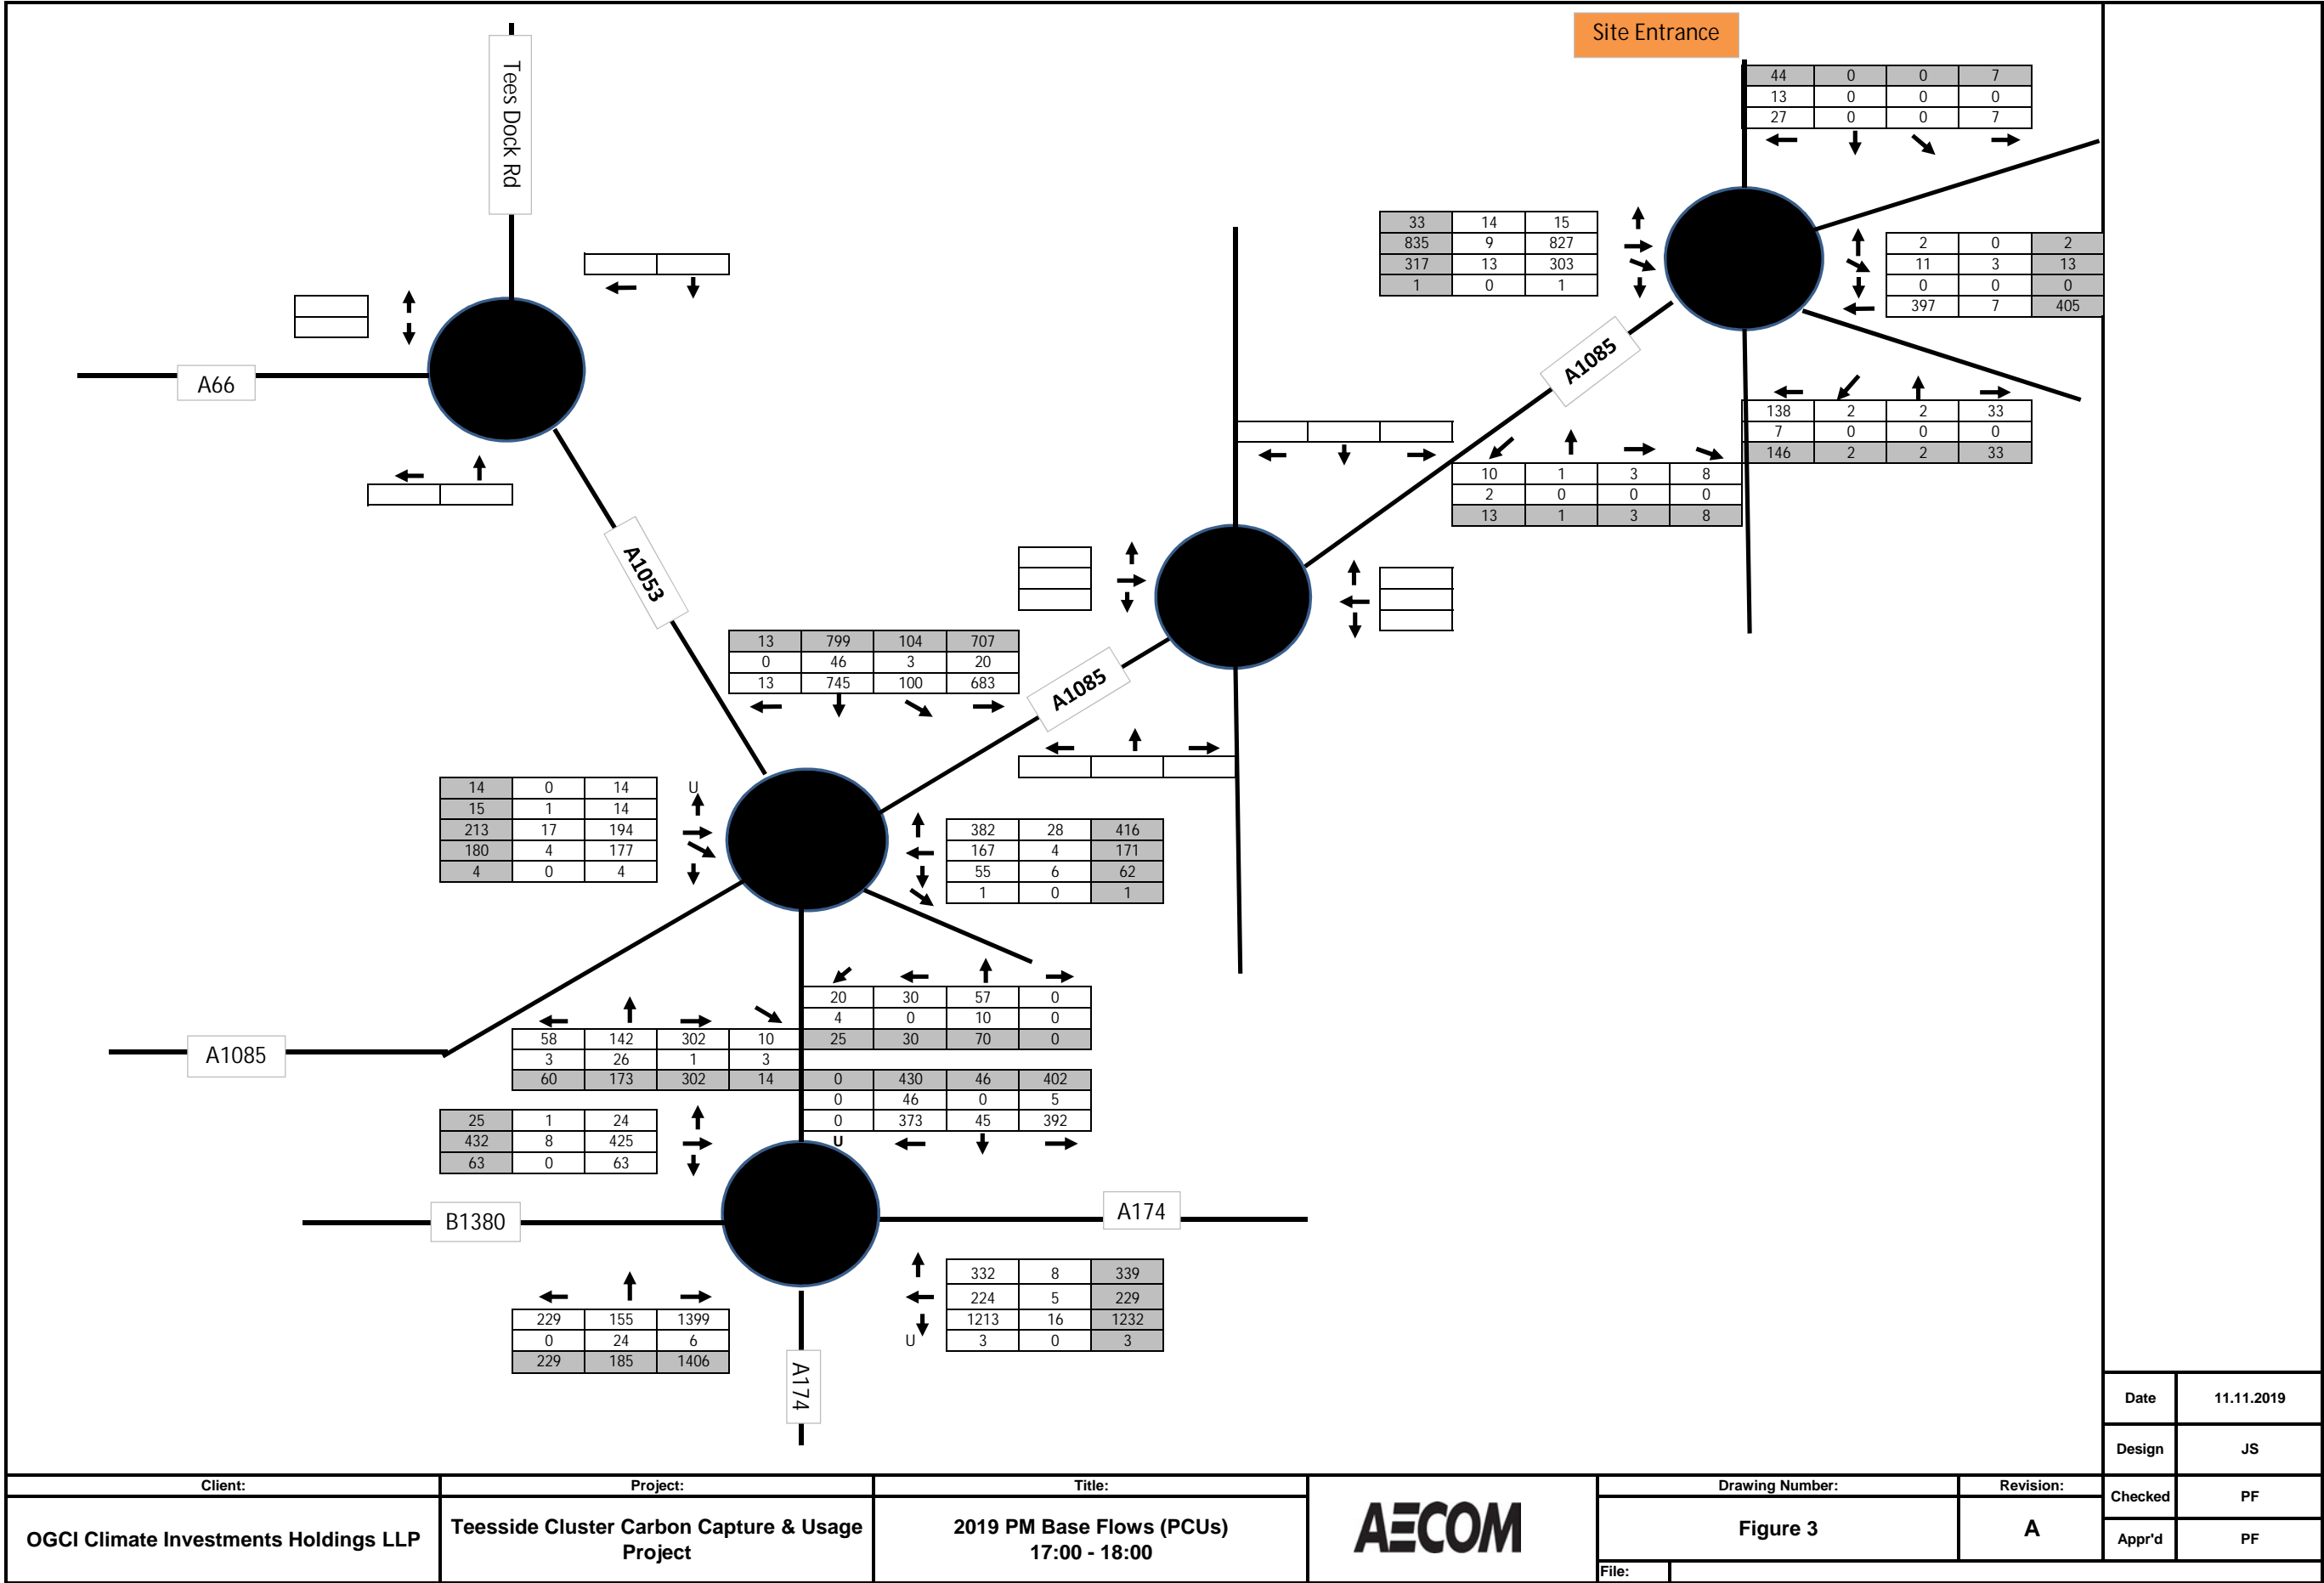 Site Entrance
Tees Dock Rd
44 0 0 7
13 0 0 0
27 0 0 7
33 14 15
835 9 827
317 13 303
1 0 1
2 0 2
11 3 13
0 0 0
397 7 405
A66
A1085
138 2 2 33
7 0 0 0
146 2 2 33
10 1 3 8
2 0 0 0
13 1 3 8
A1053
13 799 104 707
0 46 3 20
13 745 100 683
A1085
14 0 14 U
15 1 14
213 17 194
180 4 177
4 0 4
382 28 416
167 4 171
55 6 62
1 0 1
20 30 57 0
4 0 10 0
25 30 70 0
A1085
58 142 302 10
3 26 1 3
60 173 302 14
0 430 46 402
0 46 0 5
0 373 45 392
U
25 1 24
432 8 425
63 0 63
B1380
A174
332 8 339
224 5 229
1213 16 1232
U 3 0 3
229 155 1399
0 24 6
229 185 1406
A174
Date 11.11.2019
Design JS
Checked PF
Appr'd PF
Client:
OGCI Climate Investments Holdings LLP
Project:
Teesside Cluster Carbon Capture & Usage
Project
Title:
2019 PM Base Flows (PCUs)
17:00 - 18:00
AECOM
Drawing Number:
Figure 3
Revision:
A
File: